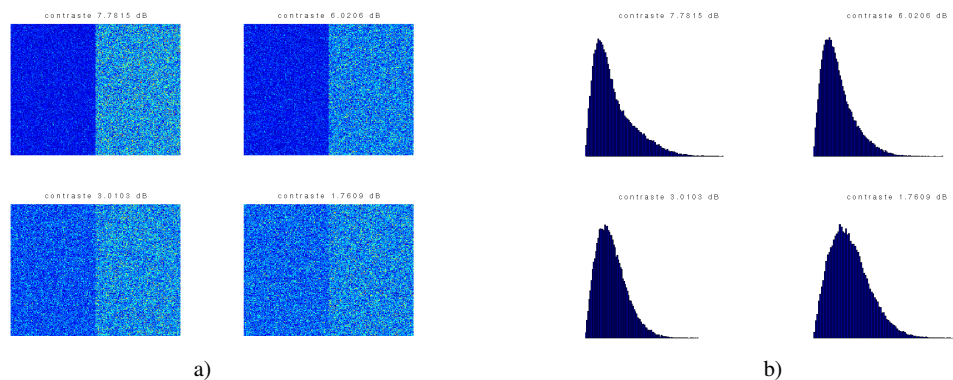 contraste 7.7815 dB
contraste 6.0206 dB
contraste 3.0103 dB
contraste 1.7609 dB
a)
contraste 7.7815 dB
contraste 6.0206 dB
contraste 3.0103 dB
contraste 1.7609 dB
b)